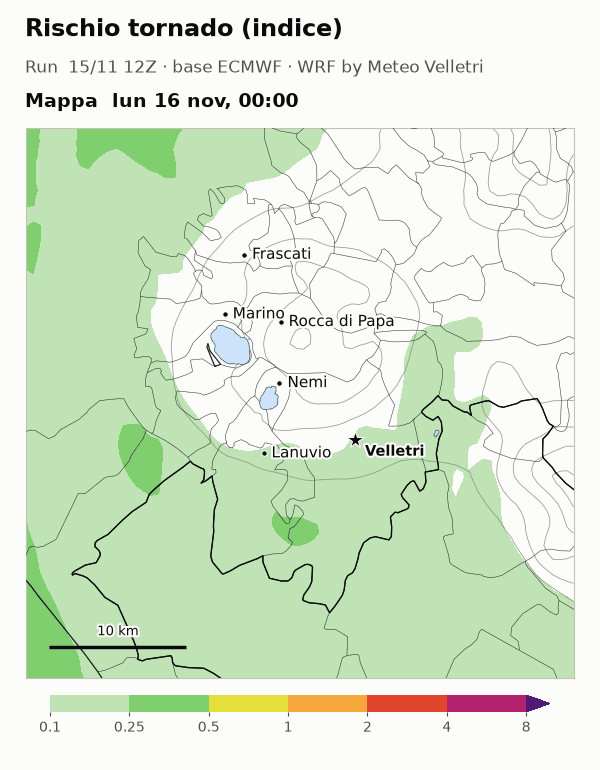 Rischio tornado (indice)
Run  15/11 12Z · base ECMWF · WRF by Meteo Velletri
Mappa  lun 16 nov, 00:00
Frascati
Marino
Rocca di Papa
Nemi
Velletri
Lanuvio
10 km
0.1 0.25 0.5 1 2 4 8